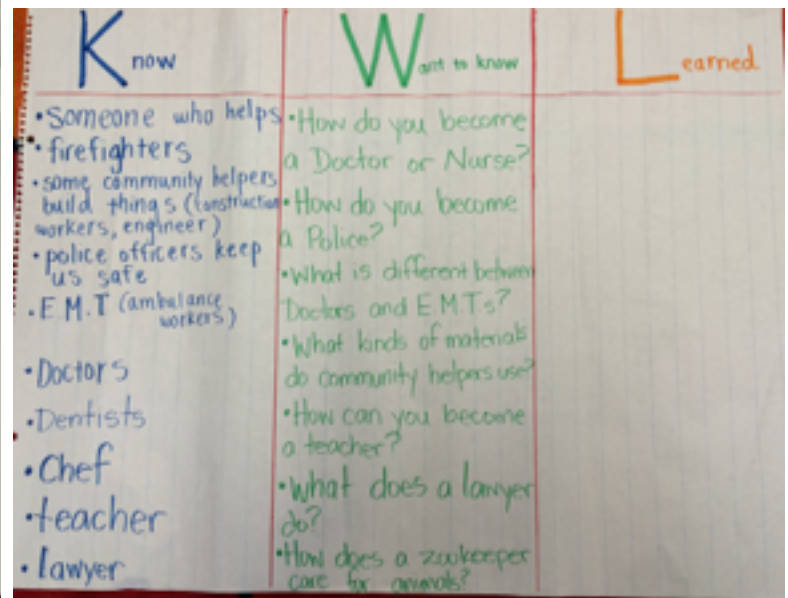 Know
• Someone who helps
• firefighters
• some community helpers
build things (construction
workers, engineer)
• police officers keep
us safe
• E.M.T (ambulance
workers)
• Doctors
• Dentists
• Chef
• teacher
• lawyer
Want to know
• How do you become
a Doctor or Nurse?
• How do you become
a Police?
• What is different between
Doctors and E.M.T.s?
• What kinds of materials
do community helpers use?
• How can you become
a teacher?
• What does a lawyer
do?
• How does a zookeeper
care for animals?
Learned